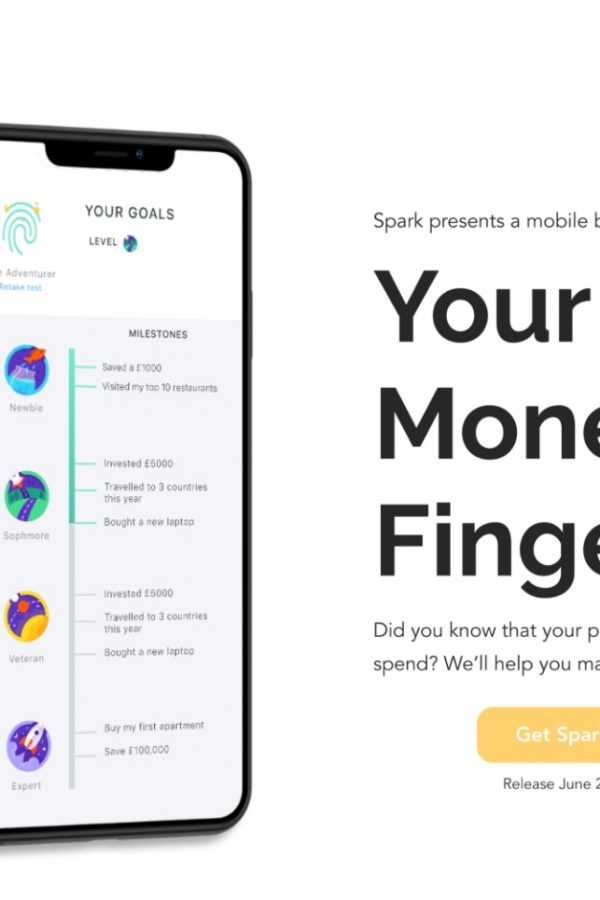 YOUR GOALS
LEVEL
Adventurer
Retake test
MILESTONES
Saved a £1000
Visited my top 10 restaurants
Newbie
Invested £5000
Travelled to 3 countries
this year
Bought a new laptop
Sophmore
Invested £5000
Travelled to 3 countries
this year
Bought a new laptop
Veteran
Buy my first apartment
Save £100,000
Expert
Spark presents a mobile b
Your
Mone
Finge
Did you know that your p
spend? We’ll help you ma
Get Spar
Release June 2